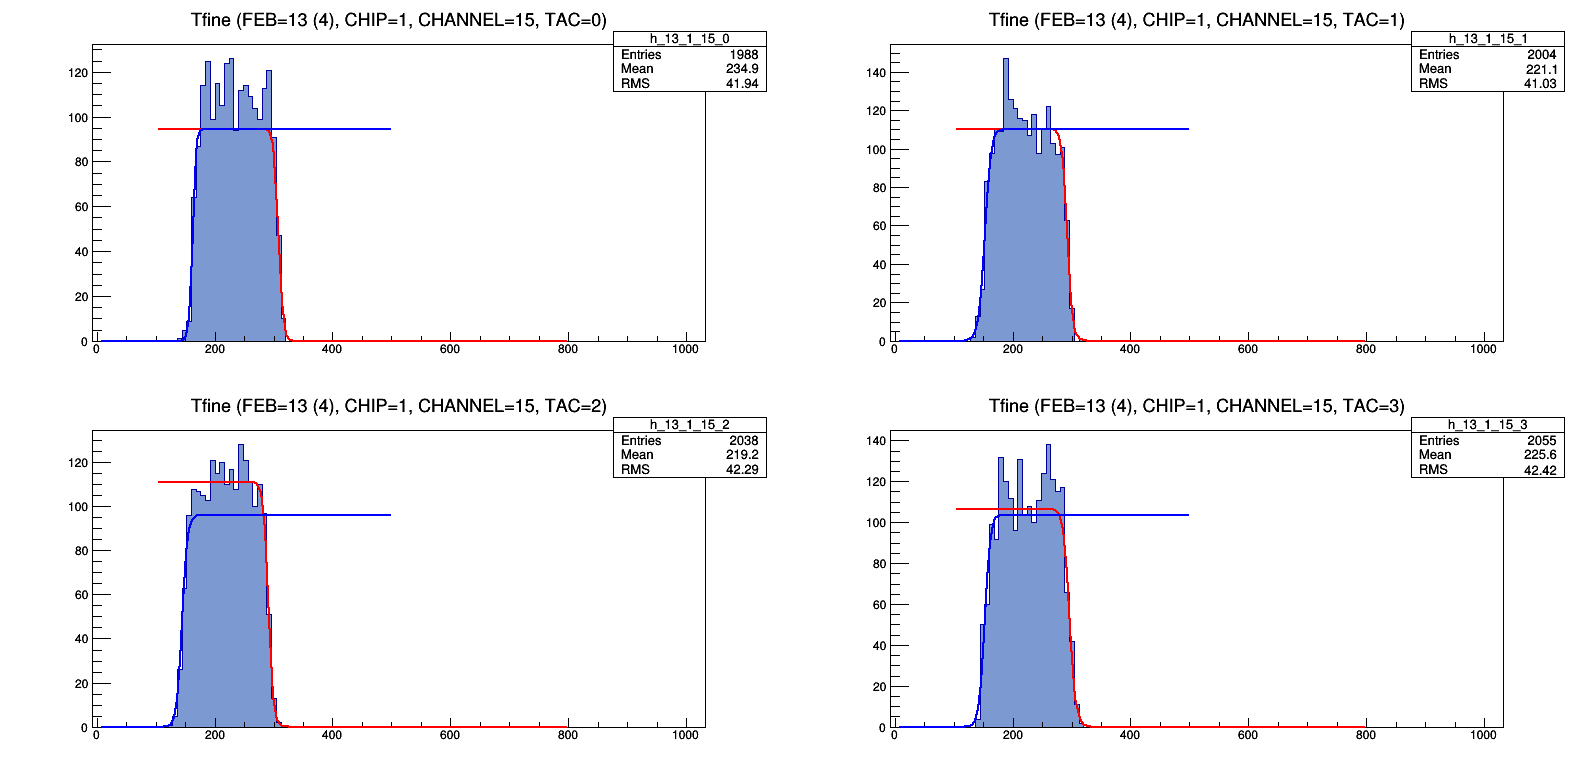 Tfine (FEB=13 (4), CHIP=1, CHANNEL=15, TAC=0)
h_13_1_15_0
Entries 1988
Mean 234.9
RMS 41.94
120
100
80
60
40
20
0
0 200 400 600 800 1000
Tfine (FEB=13 (4), CHIP=1, CHANNEL=15, TAC=1)
h_13_1_15_1
Entries 2004
Mean 221.1
RMS 41.03
140
120
100
80
60
40
20
0
0 200 400 600 800 1000
Tfine (FEB=13 (4), CHIP=1, CHANNEL=15, TAC=2)
h_13_1_15_2
Entries 2038
Mean 219.2
RMS 42.29
120
100
80
60
40
20
0
0 200 400 600 800 1000
Tfine (FEB=13 (4), CHIP=1, CHANNEL=15, TAC=3)
h_13_1_15_3
Entries 2055
Mean 225.6
RMS 42.42
140
120
100
80
60
40
20
0
0 200 400 600 800 1000